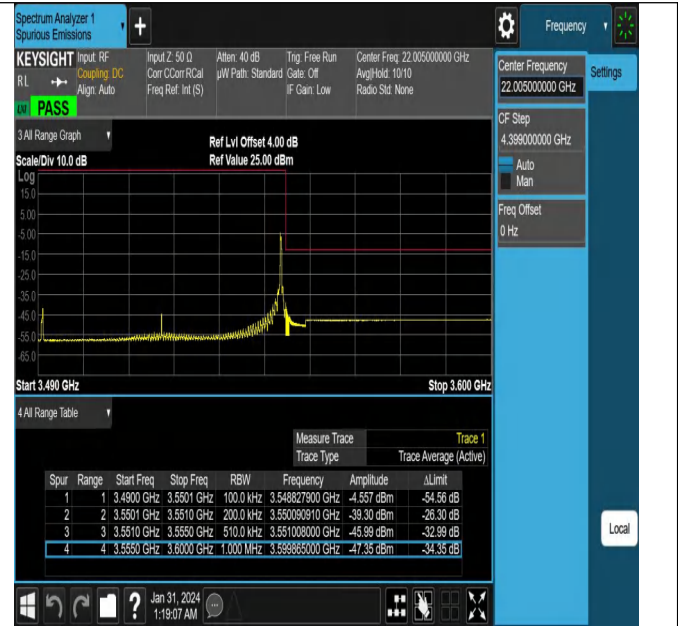 Spectrum Analyzer 1
Spurious Emissions
+
Frequency
KEYSIGHT
RL
Input: RF
Coupling: DC
Align: Auto
Input Z: 50 Ω
Corr CCorr RCal
Freq Ref: Int (S)
Atten: 40 dB
µW Path: Standard
Trig: Free Run
Gate: Off
IF Gain: Low
Center Freq: 22.005000000 GHz
Avg|Hold: 10/10
Radio Std: None
PASS
Center Frequency
22.005000000 GHz
Settings
CF Step
4.399000000 GHz
Auto
Man
Freq Offset
0 Hz
3 All Range Graph
Scale/Div 10.0 dB
Ref Lvl Offset 4.00 dB
Ref Value 25.00 dBm
Log
15.0
5.00
-5.00
-15.0
-25.0
-35.0
-45.0
-55.0
-65.0
Start 3.490 GHz
Stop 3.600 GHz
4 All Range Table
Measure Trace Trace 1
Trace Type Trace Average (Active)
Spur Range Start Freq Stop Freq RBW Frequency Amplitude ΔLimit
1 1 3.4900 GHz 3.5501 GHz 100.0 kHz 3.548827900 GHz -4.557 dBm -54.56 dB
2 2 3.5501 GHz 3.5510 GHz 200.0 kHz 3.550090910 GHz -39.30 dBm -26.30 dB
3 3 3.5510 GHz 3.5550 GHz 510.0 kHz 3.551008000 GHz -45.99 dBm -32.99 dB
4 4 3.5550 GHz 3.6000 GHz 1.000 MHz 3.599865000 GHz -47.35 dBm -34.35 dB
Local
?
Jan 31, 2024
1:19:07 AM